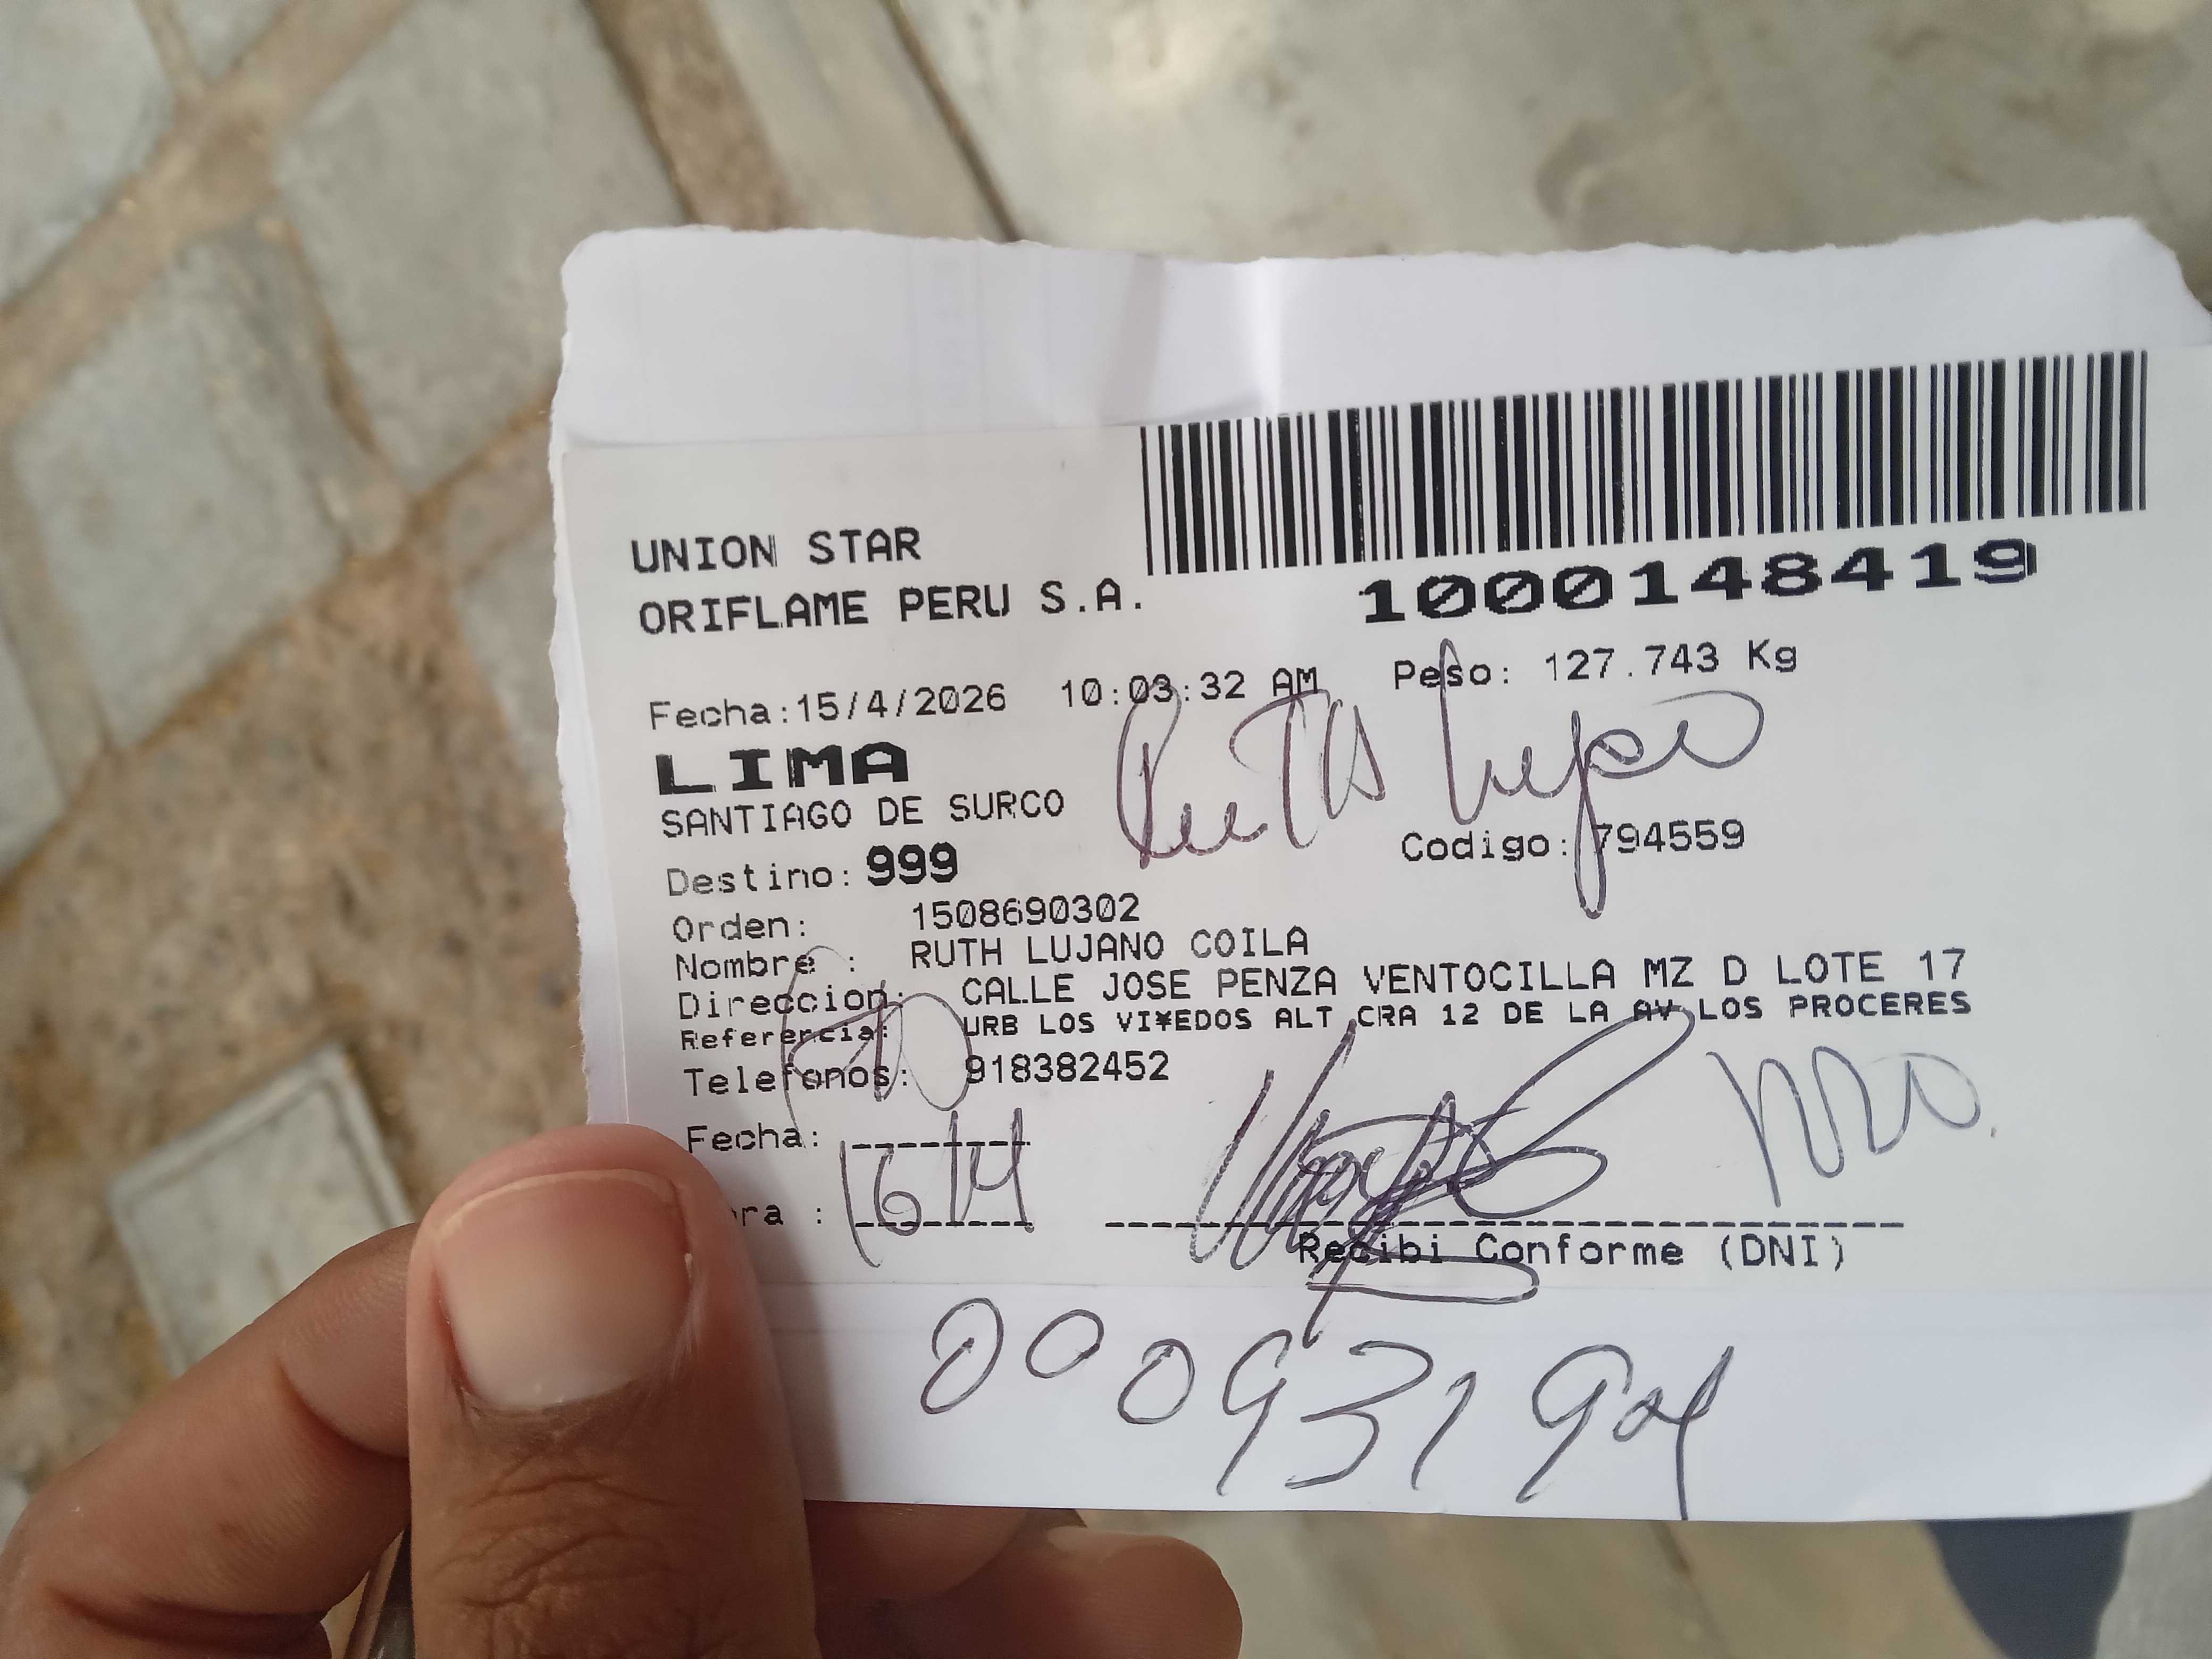 UNION STAR
ORIFLAME PERU S.A.
1000148419
Fecha:15/4/2026 10:03:32 AM Peso: 127.743 Kg
LIMA
SANTIAGO DE SURCO
Ruth
Destino: 999 Codigo: 794559
Orden: 1508690302
Nombre : RUTH LUJANO COILA
Direccion: CALLE JOSE PENZA VENTOCILLA MZ D LOTE 17
Referencia: URB LOS VI¥EDOS ALT CRA 12 DE LA AV LOS PROCERES
Telefonos: 918382452
Fecha:
ora : 16/4
Recibi Conforme (DNI)